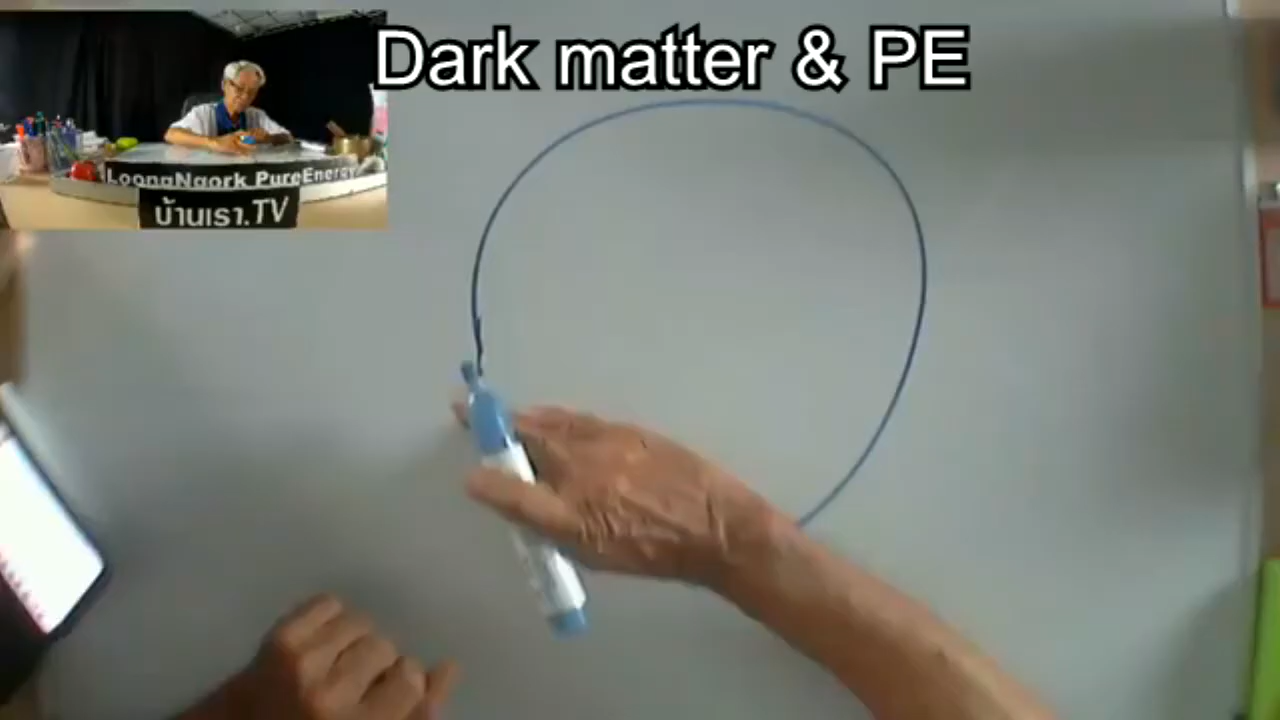 Dark matter & PE
LoongNgork PureEnergy
บ้านเรา.TV